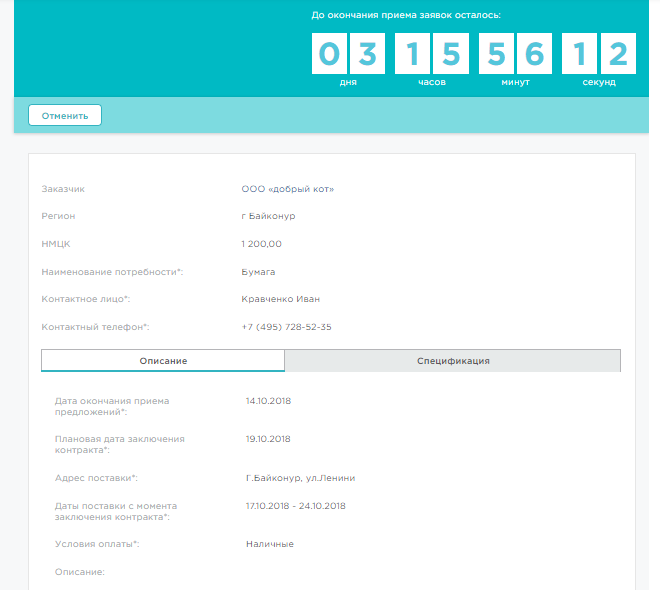 До окончания приема заявок осталось:
03 15 56 12
дня часов минут секунд
Отменить
Заказчик ООО «добрый кот»
Регион г Байконур
НМЦК 1 200,00
Наименование потребности*: Бумага
Контактное лицо*: Кравченко Иван
Контактный телефон*: +7 (495) 728-52-35
Описание Спецификация
Дата окончания приема 14.10.2018
предложений*:
Плановая дата заключения 19.10.2018
контракта*:
Адрес поставки*: Г.Байконур, ул.Ленини
Даты поставки с момента 17.10.2018 - 24.10.2018
заключения контракта*:
Условия оплаты*: Наличные
Описание: